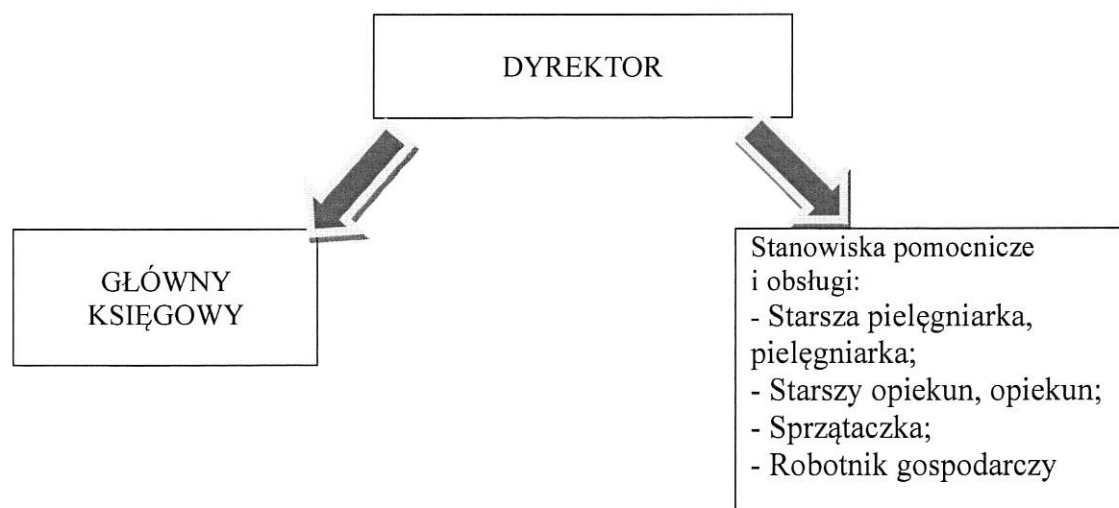 DYREKTOR
GŁÓWNY
KSIĘGOWY
Stanowiska pomocnicze
i obsługi:
- Starsza pielęgniarka,
pielęgniarka;
- Starszy opiekun, opiekun;
- Sprzątaczka;
- Robotnik gospodarczy